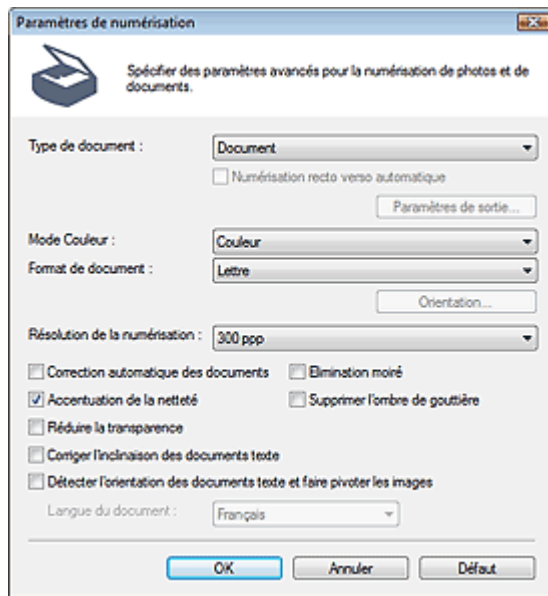 Paramètres de numérisation
Spécifier des paramètres avancés pour la numérisation de photos et de
documents.
Type de document :
Document
Numérisation recto verso automatique
Paramètres de sortie...
Mode Couleur :
Couleur
Format de document :
Lettre
Orientation...
Résolution de la numérisation :
300 ppp
Correction automatique des documents
Elimination moiré
Accentuation de la netteté
Supprimer l'ombre de gouttière
Réduire la transparence
Corriger l'inclinaison des documents texte
Détecter l'orientation des documents texte et faire pivoter les images
Langue du document :
Français
OK
Annuler
Défaut